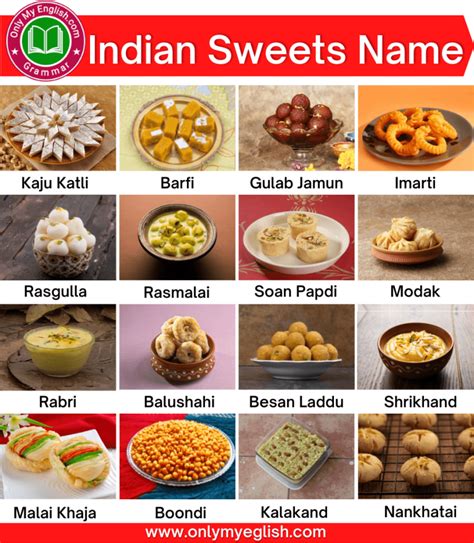 Only My English.com
Grammar
Indian Sweets Name
Kaju Katli
Barfi
Gulab Jamun
Imarti
Rasgulla
Rasmalai
Soan Papdi
Modak
Rabri
Balushahi
Besan Laddu
Shrikhand
Malai Khaja
Boondi
Kalakand
Nankhatai
www.onlymyeglish.com